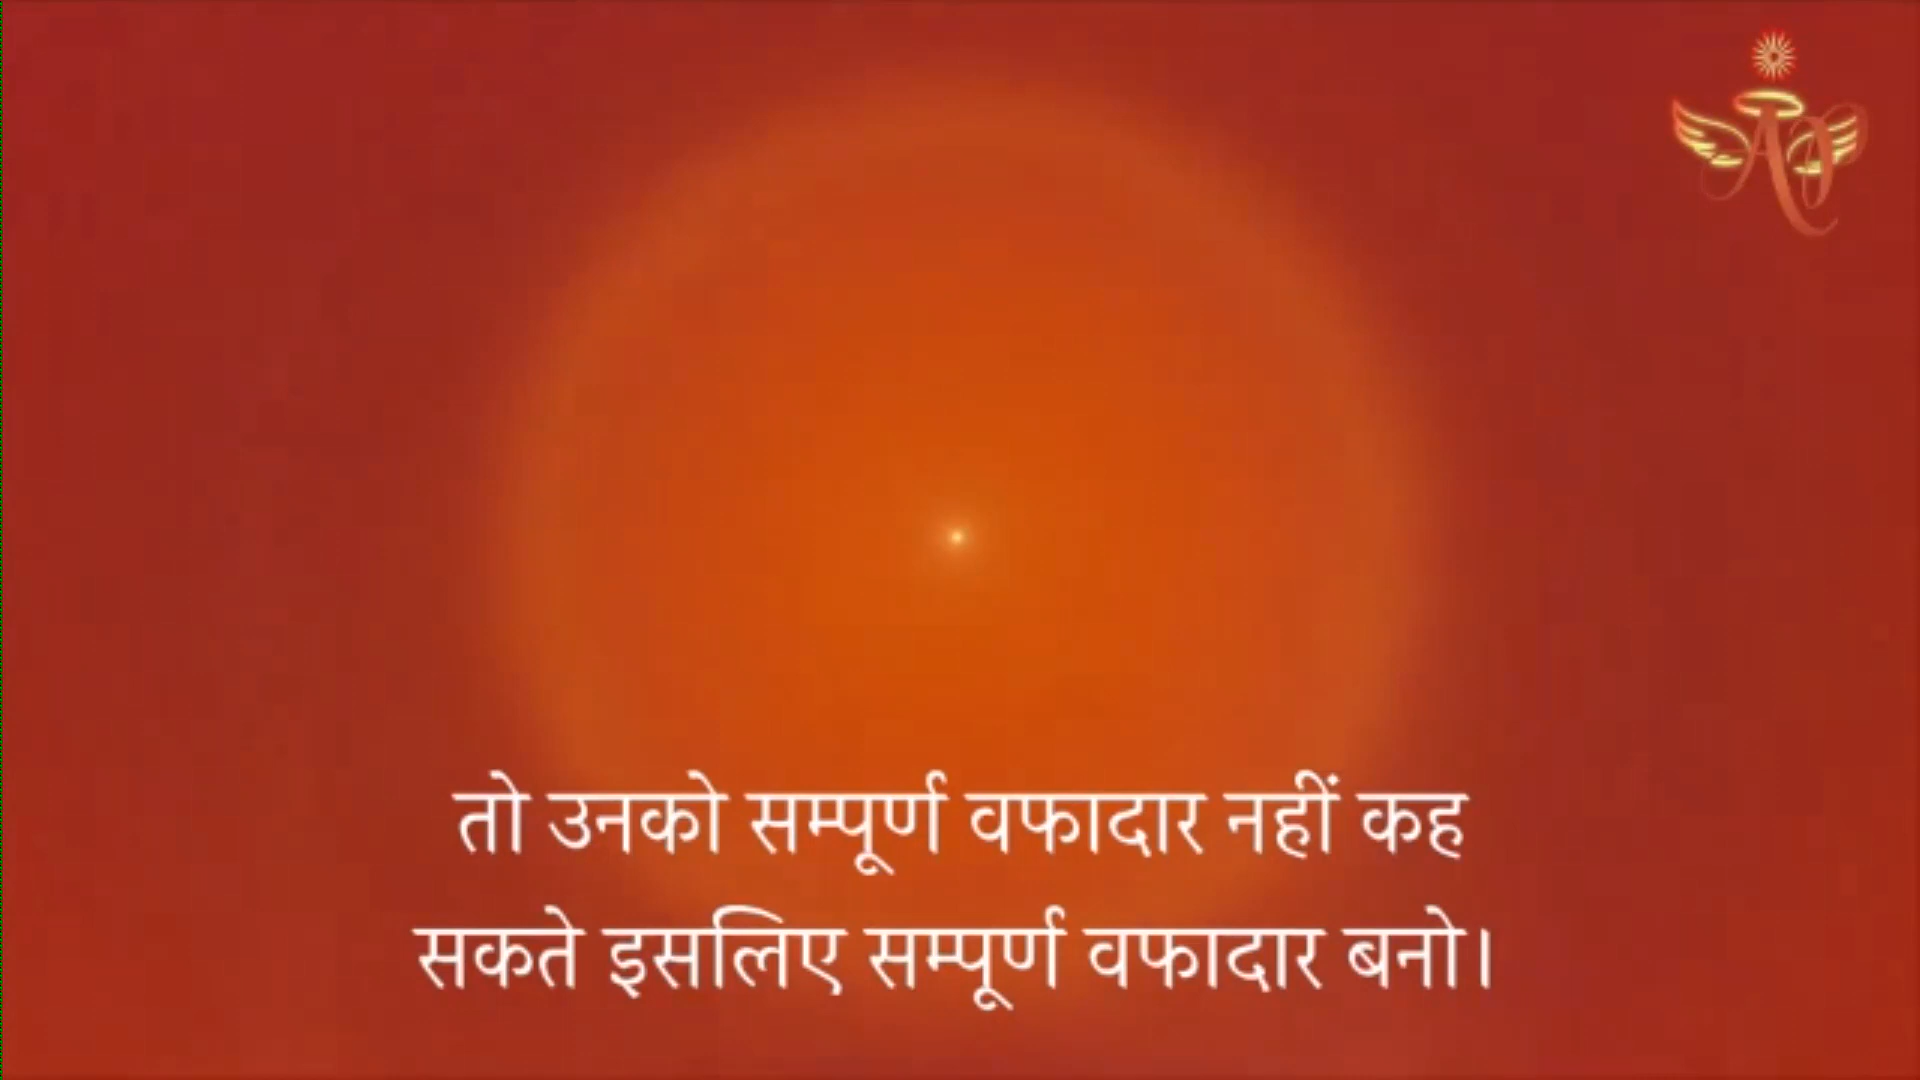 तो उनको सम्पूर्ण वफादार नहीं कह
सकते इसलिए सम्पूर्ण वफादार बनो।